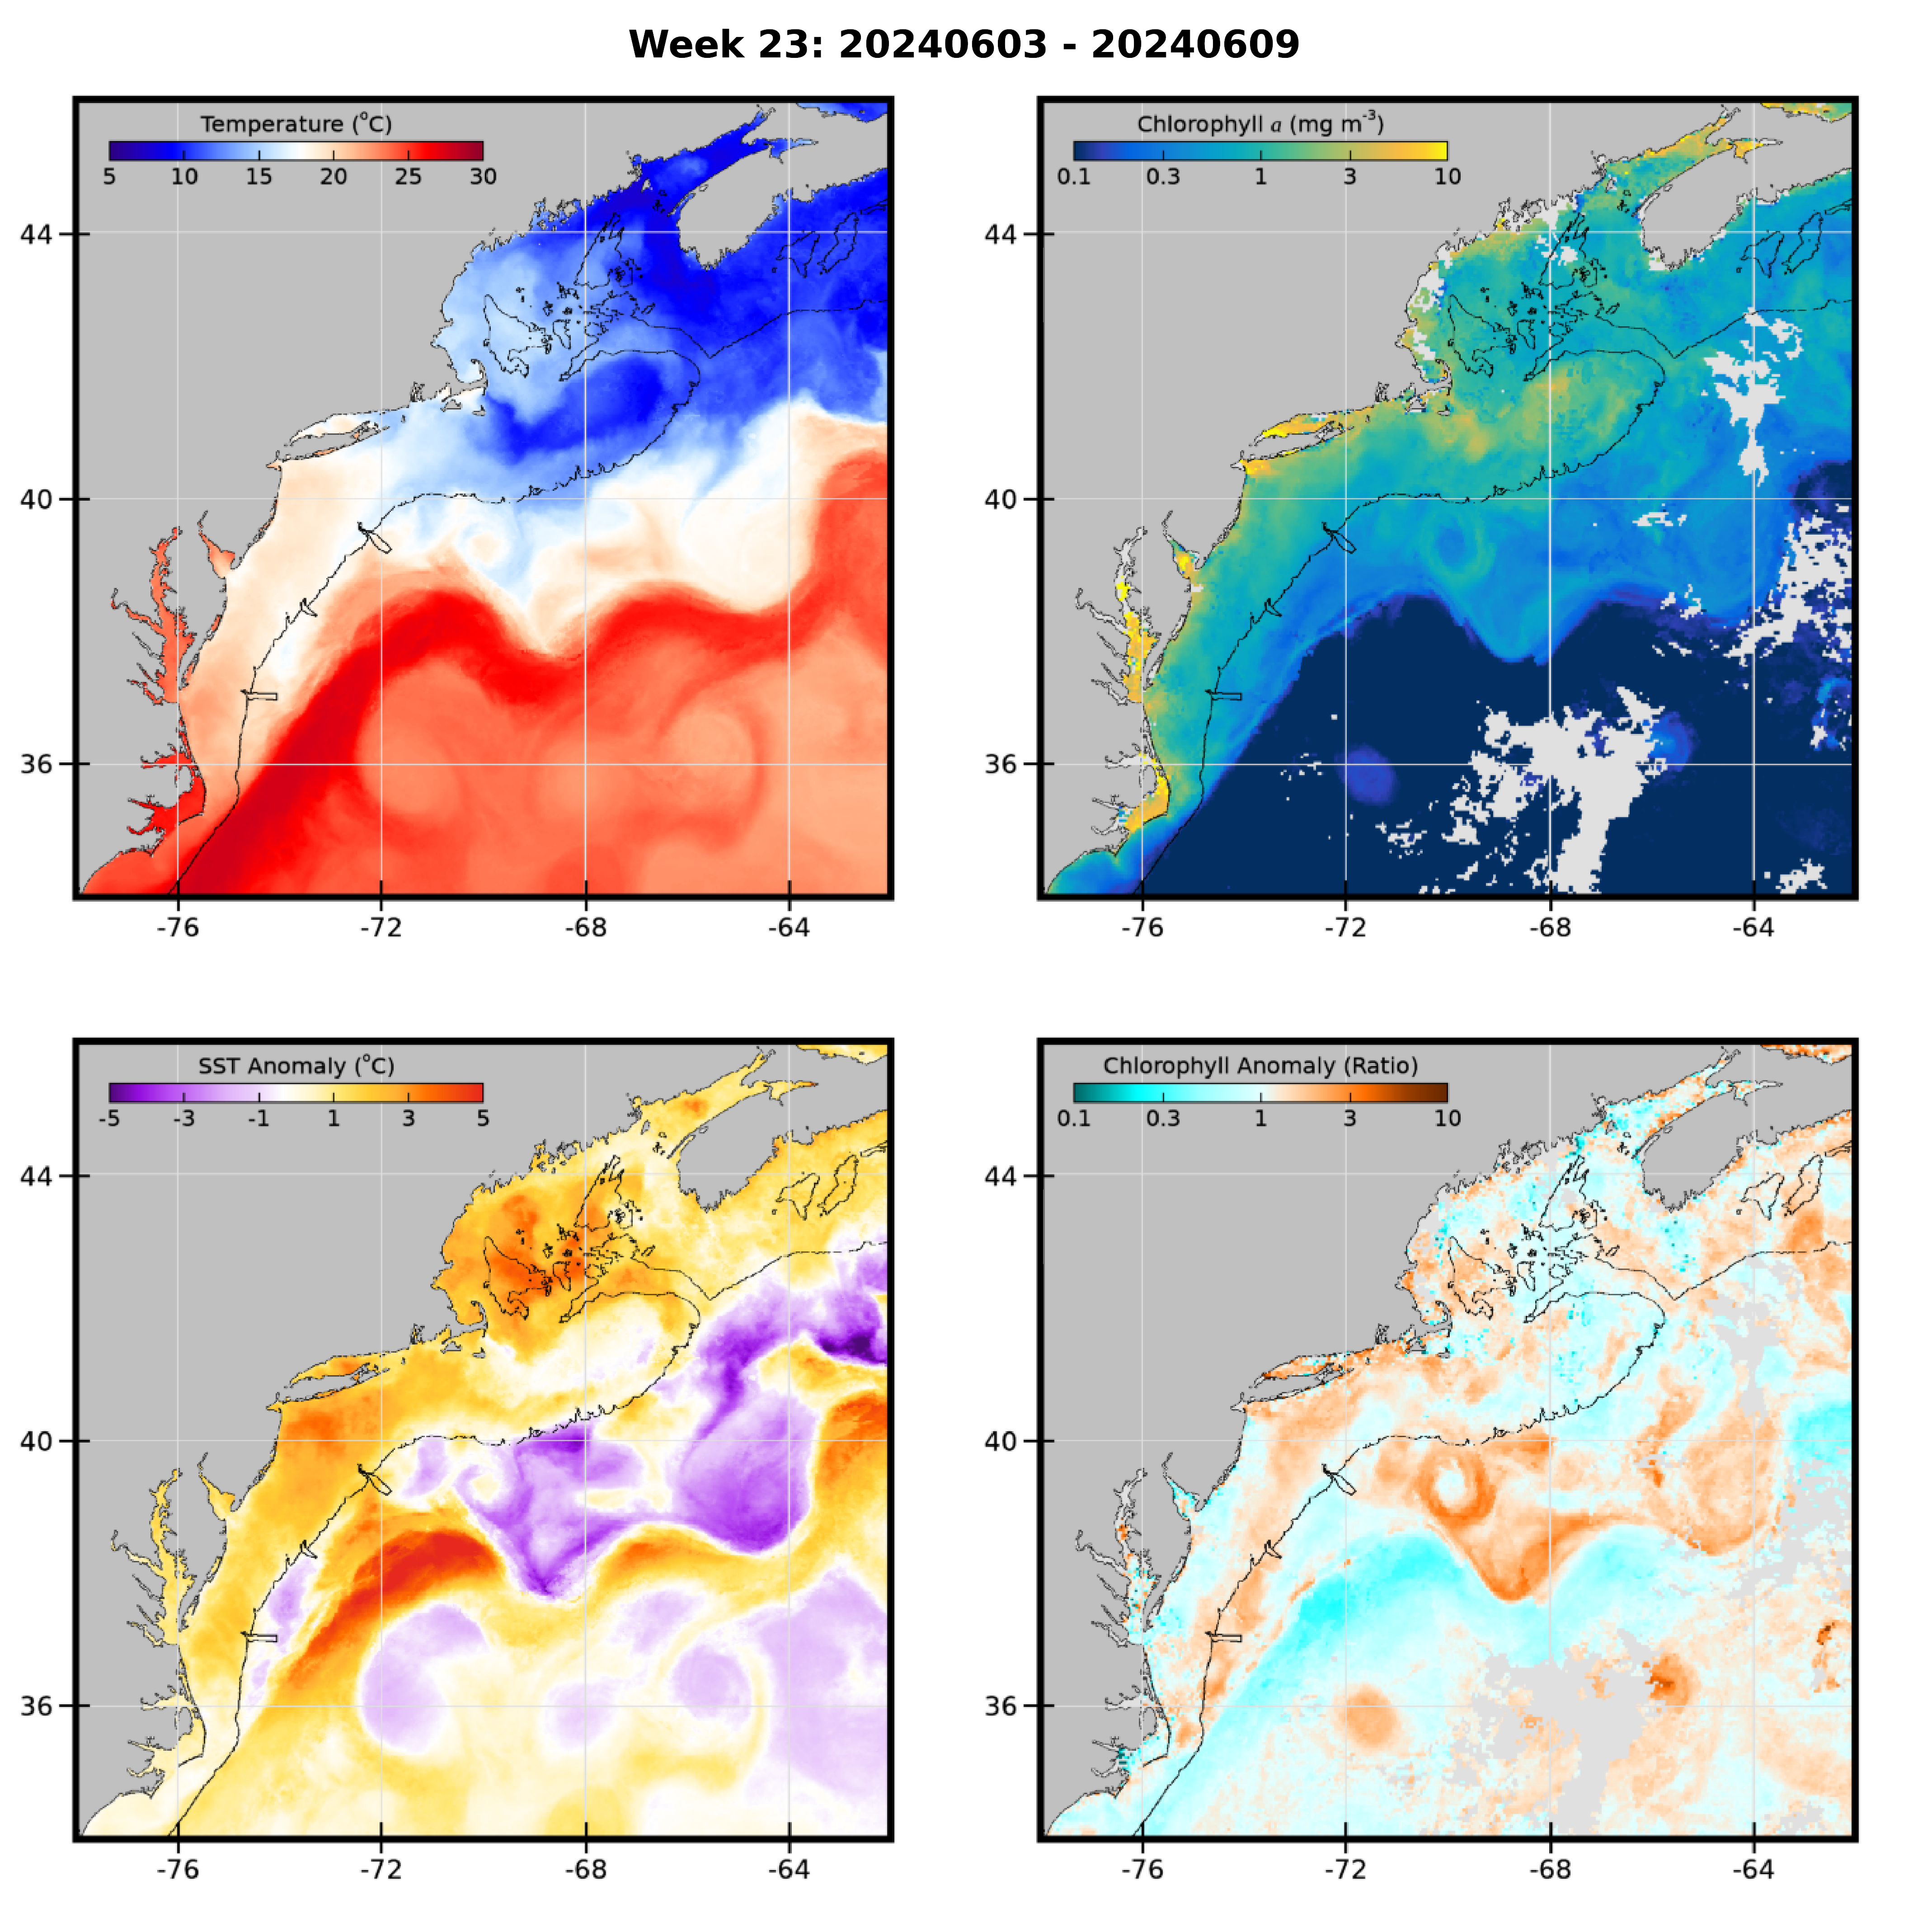 Week 23: 20240603 - 20240609
Temperature (°C)
5 10 15 20 25 30
44
40
36
-76 -72 -68 -64
Chlorophyll a (mg m⁻³)
0.1 0.3 1 3 10
44
40
36
-76 -72 -68 -64
SST Anomaly (°C)
-5 -3 -1 1 3 5
44
40
36
-76 -72 -68 -64
Chlorophyll Anomaly (Ratio)
0.1 0.3 1 3 10
44
40
36
-76 -72 -68 -64